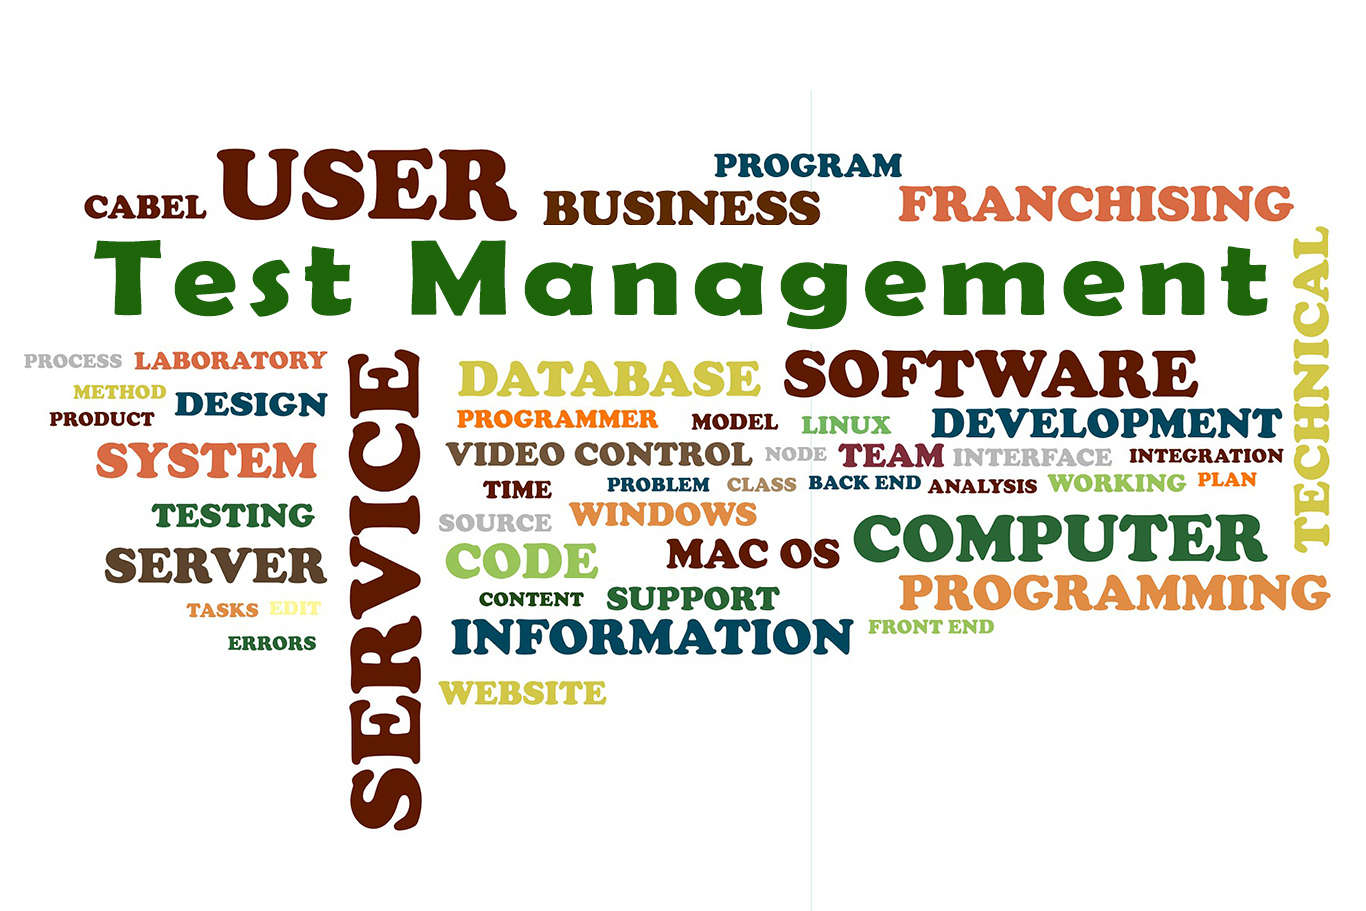 PROGRAM
USER
CABEL
BUSINESS
FRANCHISING
Test Management
TECHNICAL
PROCESS
LABORATORY
METHOD
DESIGN
PRODUCT
SYSTEM
TESTING
SERVER
TASKS
EDIT
ERRORS
SERVICE
DATABASE
SOFTWARE
PROGRAMMER
MODEL
LINUX
DEVELOPMENT
VIDEO CONTROL
NODE
TEAM
INTERFACE
INTEGRATION
TIME
PROBLEM
CLASS
BACK END
ANALYSIS
WORKING
PLAN
SOURCE
WINDOWS
COMPUTER
CODE
MAC OS
PROGRAMMING
CONTENT
SUPPORT
INFORMATION
FRONT END
WEBSITE